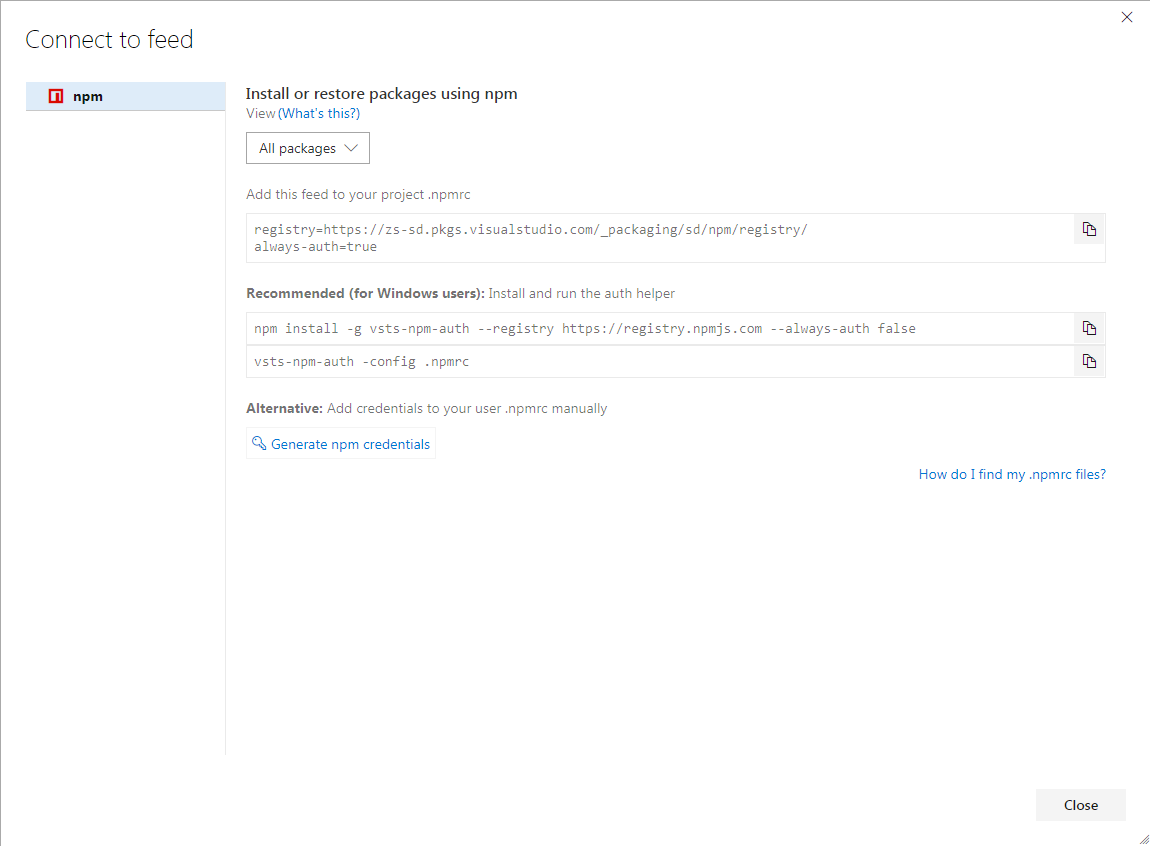 Connect to feed
npm
Install or restore packages using npm
View (What's this?)
All packages
Add this feed to your project .npmrc
registry=https://zs-sd.pkgs.visualstudio.com/_packaging/sd/npm/registry/
always-auth=true
Recommended (for Windows users): Install and run the auth helper
npm install -g vsts-npm-auth --registry https://registry.npmjs.com --always-auth false
vsts-npm-auth -config .npmrc
Alternative: Add credentials to your user .npmrc manually
Generate npm credentials
How do I find my .npmrc files?
Close